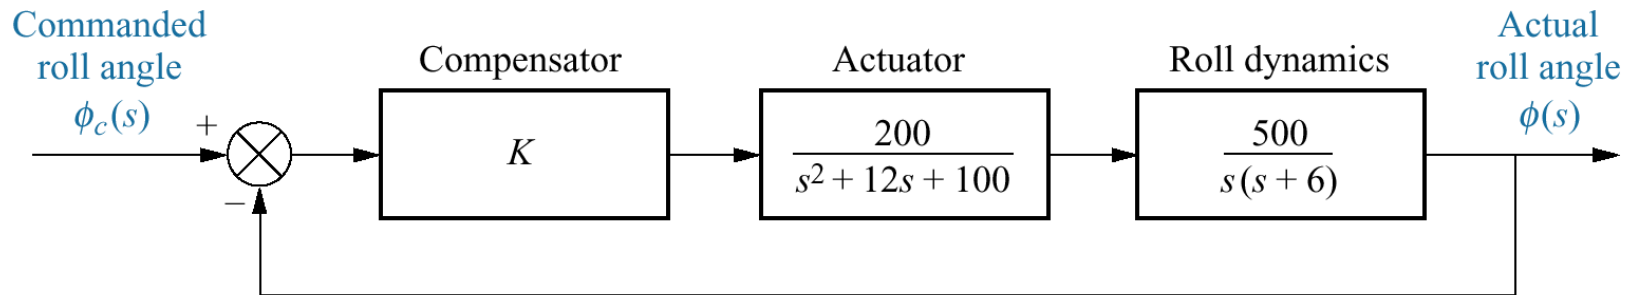 Commanded
roll angle
ϕc(s)
+
−
Compensator
K
Actuator
200
s² + 12s + 100
Roll dynamics
500
s(s + 6)
Actual
roll angle
ϕ(s)